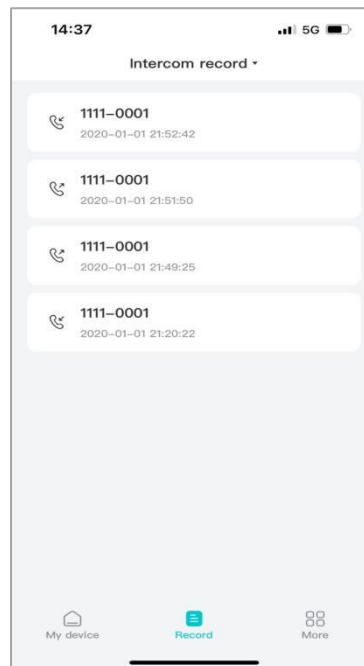 14:37
5G
Intercom record
1111-0001
2020-01-01 21:52:42
1111-0001
2020-01-01 21:51:50
1111-0001
2020-01-01 21:49:25
1111-0001
2020-01-01 21:20:22
My device
Record
More